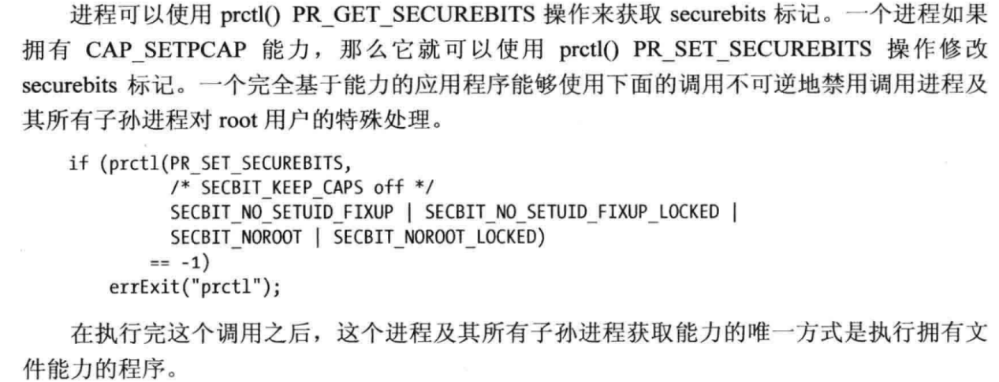 进程可以使用 prctl() PR_GET_SECUREBITS 操作来获取 securebits 标记。一个进程如果
拥有 CAP_SETPCAP 能力，那么它就可以使用 prctl() PR_SET_SECUREBITS 操作修改
securebits 标记。一个完全基于能力的应用程序能够使用下面的调用不可逆地禁用调用进程及
其所有子孙进程对 root 用户的特殊处理。
if (prctl(PR_SET_SECUREBITS,
/* SECBIT_KEEP_CAPS off */
SECBIT_NO_SETUID_FIXUP | SECBIT_NO_SETUID_FIXUP_LOCKED |
SECBIT_NOROOT | SECBIT_NOROOT_LOCKED)
== -1)
errExit("prctl");
在执行完这个调用之后，这个进程及其所有子孙进程获取能力的唯一方式是执行拥有文
件能力的程序。